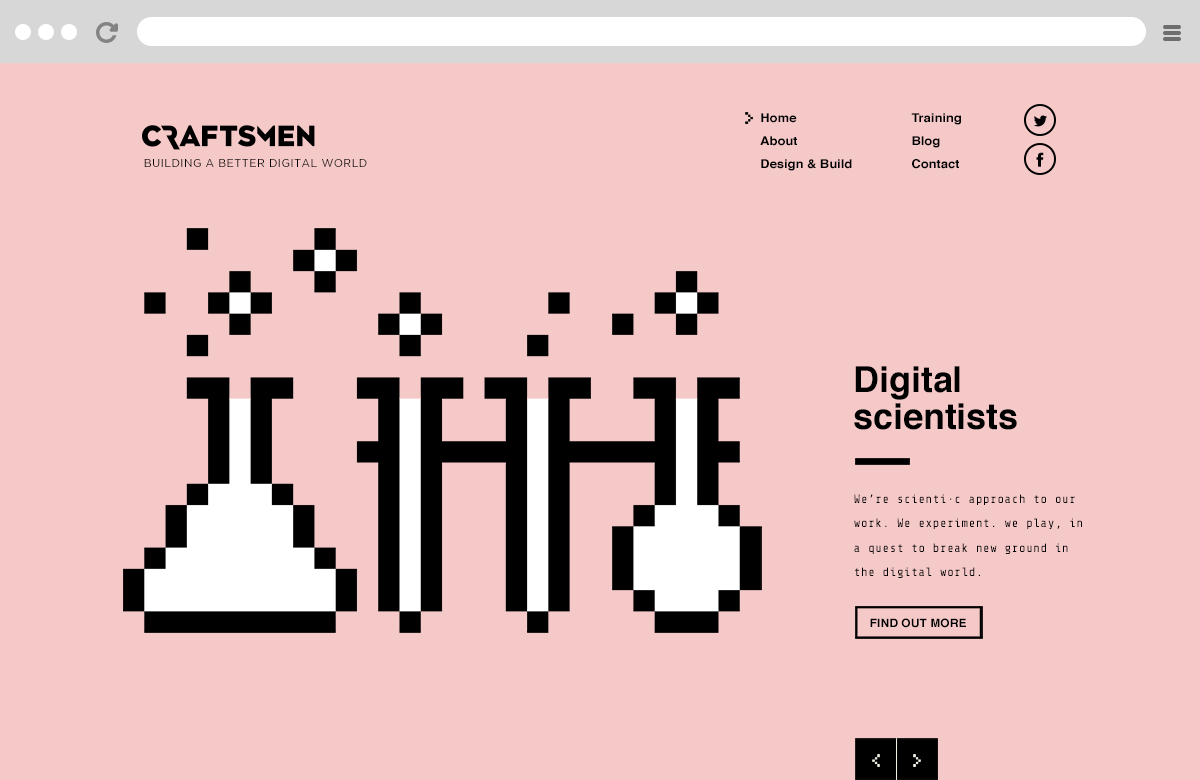 CRAFTSMEN
BUILDING A BETTER DIGITAL WORLD
Home
About
Design & Build
Training
Blog
Contact
Digital
scientists
We're scienti·c approach to our
work. We experiment. we play, in
a quest to break new ground in
the digital world.
FIND OUT MORE